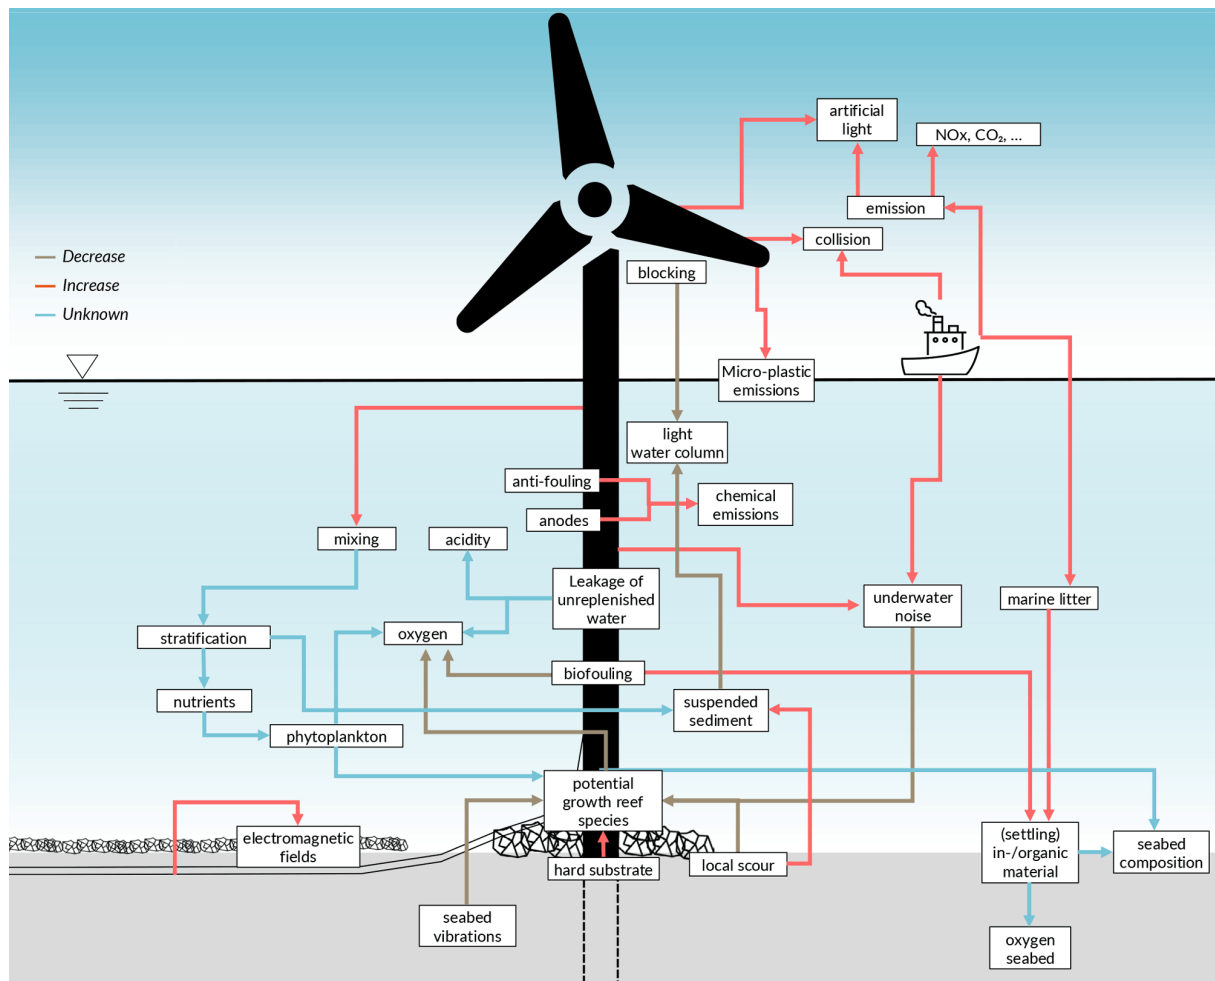 artificial
light
NOx, CO₂, ...
emission
collision
Decrease
Increase
Unknown
blocking
Micro-plastic
emissions
light
water column
anti-fouling
chemical
emissions
anodes
mixing
acidity
Leakage of
unreplenished
water
underwater
noise
marine litter
stratification
oxygen
biofouling
nutrients
suspended
sediment
phytoplankton
potential
growth reef
species
electromagnetic
fields
(settling)
in-/organic
material
seabed
composition
hard substrate
local scour
seabed
vibrations
oxygen
seabed